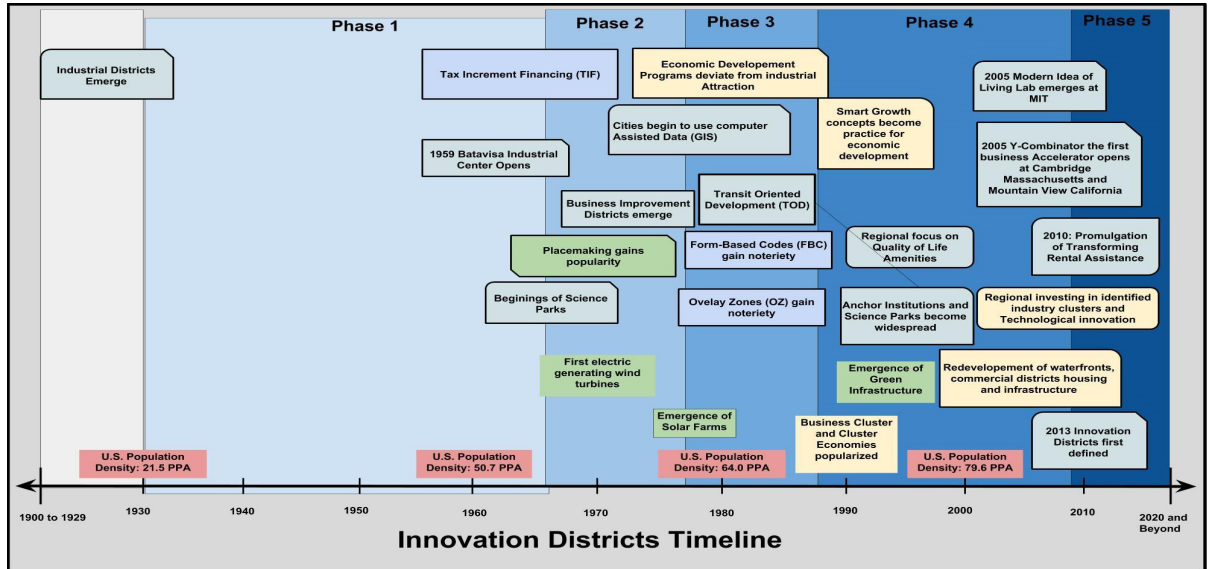 Phase 1
Phase 2
Phase 3
Phase 4
Phase 5
Industrial Districts
Emerge
Tax Increment Financing (TIF)
Economic Developement
Programs deviate from industrial
Attraction
2005 Modern Idea of
Living Lab emerges at
MIT
Cities begin to use computer
Assisted Data (GIS)
Smart Growth
concepts become
practice for
economic
development
1959 Batavisa Industrial
Center Opens
2005 Y-Combinator the first
business Accelerator opens
at Cambridge
Massachusetts and
Mountain View California
Business Improvement
Districts emerge
Transit Oriented
Development (TOD)
Placemaking gains
popularity
Form-Based Codes (FBC)
gain noteriety
Regional focus on
Quality of Life
Amenities
2010: Promulgation
of Transforming
Rental Assistance
Beginings of Science
Parks
Ovelay Zones (OZ) gain
noteriety
Anchor Institutions and
Science Parks become
widespread
Regional investing in identified
industry clusters and
Technological innovation
First electric
generating wind
turbines
Emergence of
Green
Infrastructure
Redevelopement of waterfronts,
commercial districts housing
and infrastructure
Emergence of
Solar Farms
Business Cluster
and Cluster
Economies
popularized
2013 Innovation
Districts first
defined
U.S. Population
Density: 21.5 PPA
U.S. Population
Density: 50.7 PPA
U.S. Population
Density: 64.0 PPA
U.S. Population
Density: 79.6 PPA
1900 to 1929
1930
1940
1950
1960
1970
1980
1990
2000
2010
2020 and
Beyond
Innovation Districts Timeline